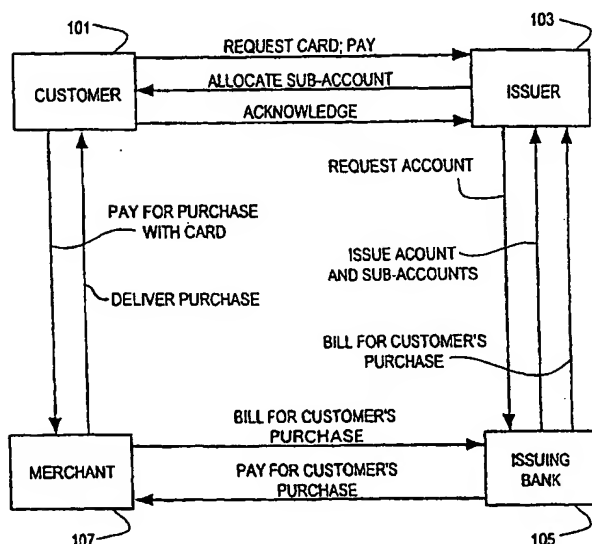 101
103
REQUEST CARD; PAY
CUSTOMER
ALLOCATE SUB-ACCOUNT
ISSUER
ACKNOWLEDGE
REQUEST ACCOUNT
PAY FOR PURCHASE
WITH CARD
ISSUE ACOUNT
AND SUB-ACCOUNTS
DELIVER PURCHASE
BILL FOR CUSTOMER'S
PURCHASE
BILL FOR CUSTOMER'S
PURCHASE
MERCHANT
ISSUING
BANK
PAY FOR CUSTOMER'S
PURCHASE
107
105